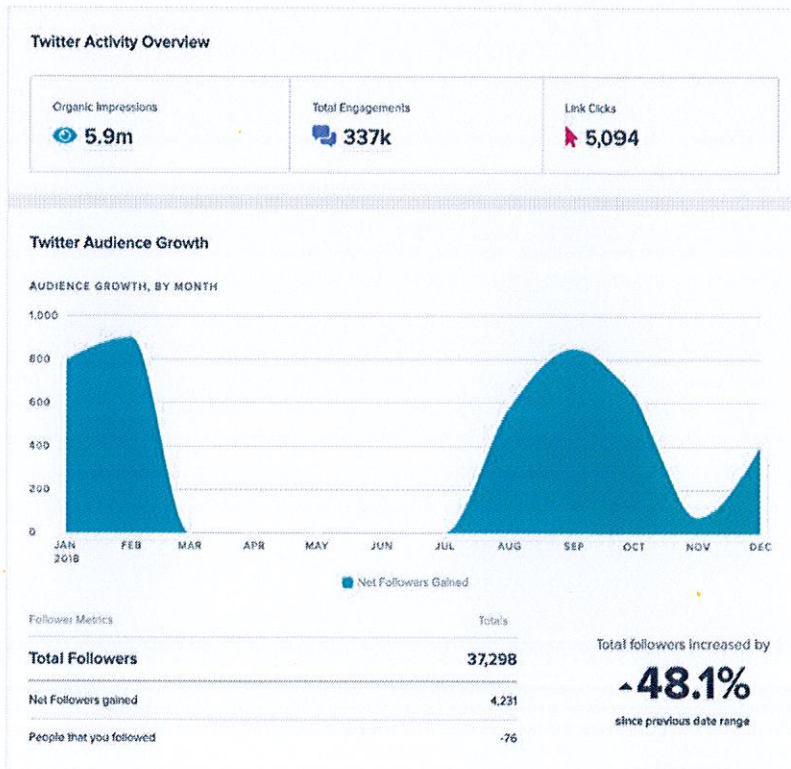 Twitter Activity Overview
Organic Impressions
5.9m
Total Engagements
337k
Link Clicks
5,094
Twitter Audience Growth
AUDIENCE GROWTH, BY MONTH
1,000
800
600
400
200
0
JAN FEB MAR APR MAY JUN JUL AUG SEP OCT NOV DEC
2018
Net Followers Gained
Follower Metrics Totals
Total Followers 37,298
Net Followers gained 4,231
People that you followed -76
Total followers increased by
48.1%
since previous date range